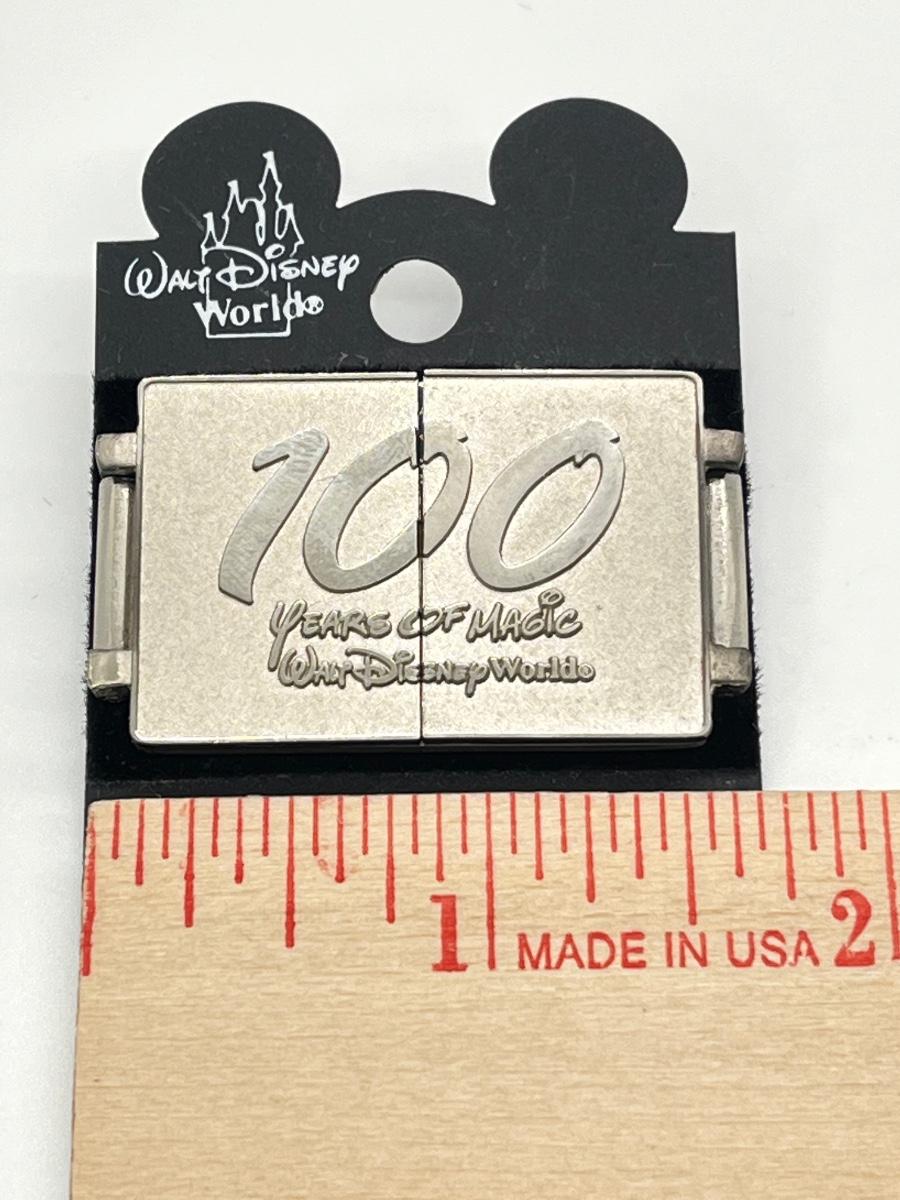 WALT DISNEY
World®
100
YEARS OF MAGIC
WALT DISNEY World®
1 MADE IN USA 2